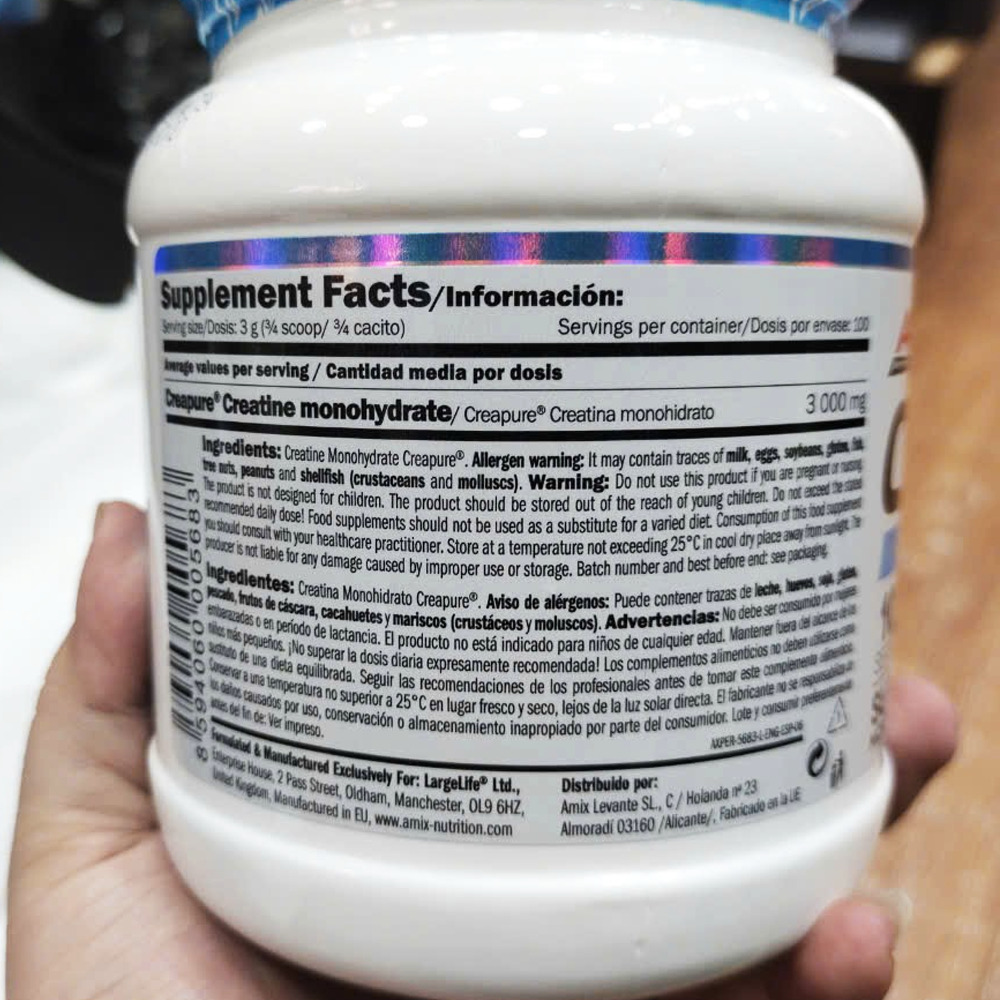 Supplement Facts/Información:
Serving size/Dosis: 3 g (¾ scoop/ ¾ cacito) Servings per container/Dosis por envase: 100
Average values per serving / Cantidad media por dosis
Creapure® Creatine monohydrate/ Creapure® Creatina monohidrato 3 000 mg
Ingredients: Creatine Monohydrate Creapure®. Allergen warning: It may contain traces of milk, eggs, soybeans, gluten, fish,
tree nuts, peanuts and shellfish (crustaceans and molluscs). Warning: Do not use this product if you are pregnant or nursing.
The product is not designed for children. The product should be stored out of the reach of young children. Do not exceed the stated
recommended daily dose! Food supplements should not be used as a substitute for a varied diet. Consumption of this food supplement
you should consult with your healthcare practitioner. Store at a temperature not exceeding 25°C in cool dry place away from sunlight. The
producer is not liable for any damage caused by improper use or storage. Batch number and best before end: see packaging.
Ingredientes: Creatina Monohidrato Creapure®. Aviso de alérgenos: Puede contener trazas de leche, huevos, soja, gluten,
pescado, frutos de cáscara, cacahuetes y mariscos (crustáceos y moluscos). Advertencias: No debe ser consumido por mujeres
embarazadas o en período de lactancia. El producto no está indicado para niños de cualquier edad. Mantener fuera del alcance de los
niños más pequeños. ¡No superar la dosis diaria expresamente recomendada! Los complementos alimenticios no deben utilizarse como
sustituto de una dieta equilibrada. Seguir las recomendaciones de los profesionales antes de tomar este complemento alimenticio.
Conservar a una temperatura no superior a 25°C en lugar fresco y seco, lejos de la luz solar directa. El fabricante no se responsabiliza de
los daños causados por uso, conservación o almacenamiento inapropiado por parte del consumidor. Lote y consumir preferentemente
antes del fin de: Ver impreso.
AXPER-5683-L-ENG-ESP-06
8 594060 005683
Formulated & Manufactured Exclusively For: LargeLife® Ltd.,
Enterprise House, 2 Pass Street, Oldham, Manchester, OL9 6HZ,
United Kingdom, Manufactured in EU, www.amix-nutrition.com
Distribuido por:
Amix Levante SL., C / Holanda nº 23
Almoradí 03160 /Alicante/, Fabricado en la UE